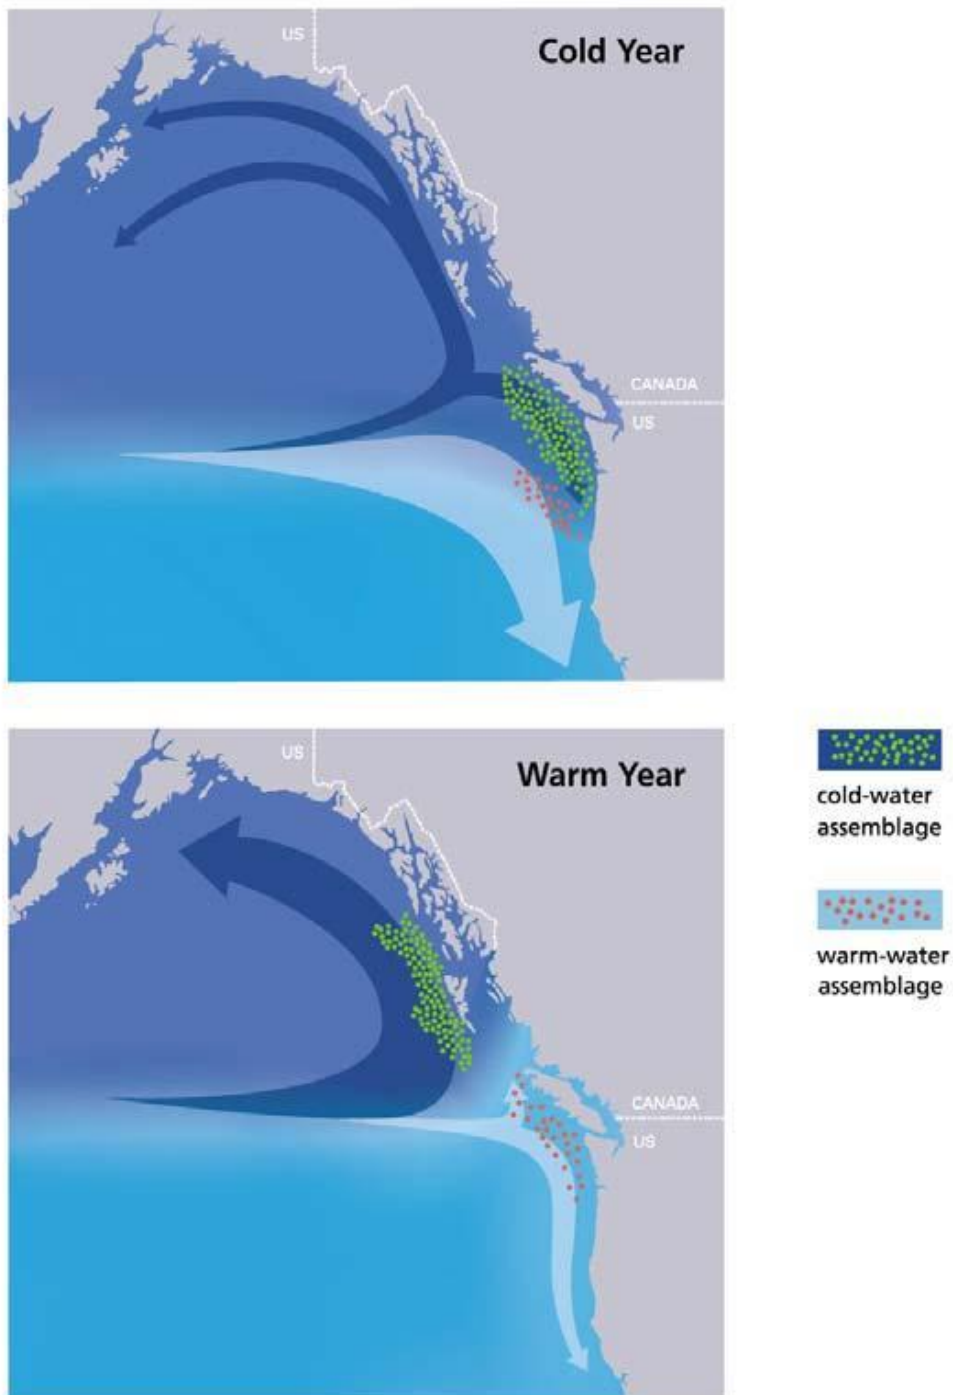 US
Cold Year
CANADA
US
US
Warm Year
CANADA
US
cold-water
assemblage
warm-water
assemblage